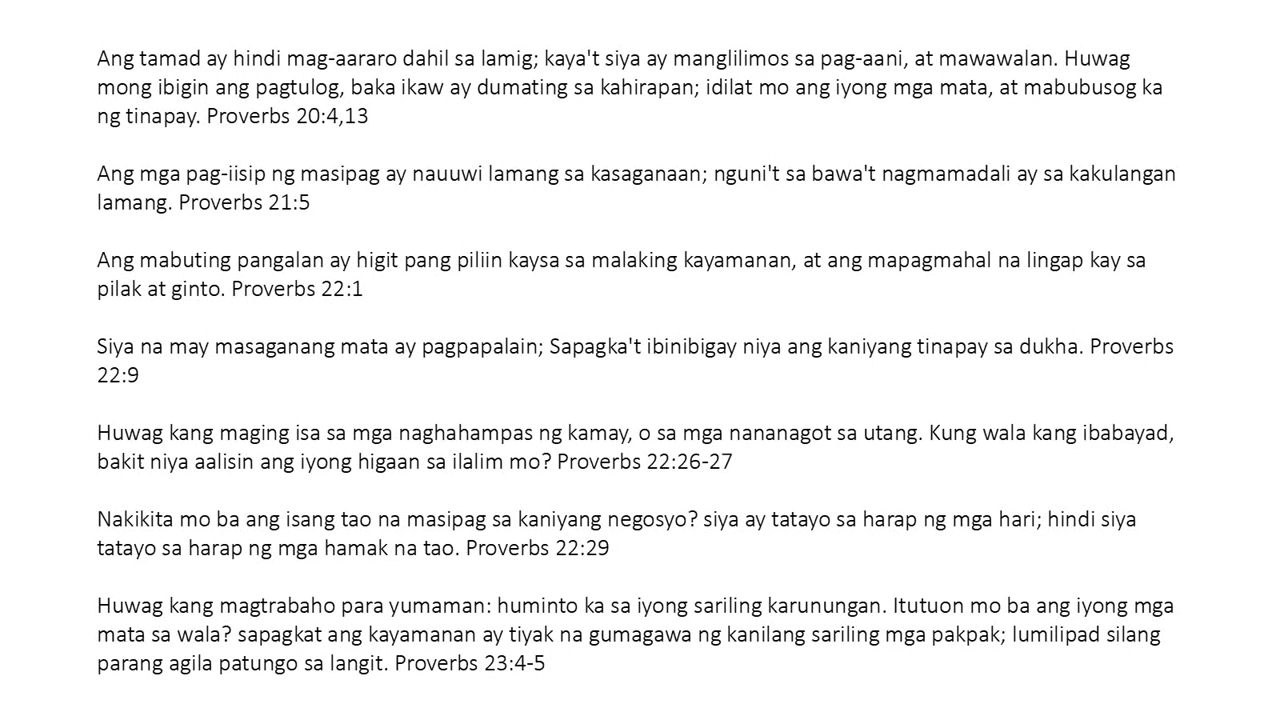 Ang tamad ay hindi mag-aararo dahil sa lamig; kaya't siya ay manglilimos sa pag-aani, at mawawalan. Huwag
mong ibigin ang pagtulog, baka ikaw ay dumating sa kahirapan; idilat mo ang iyong mga mata, at mabubusog ka
ng tinapay. Proverbs 20:4,13
Ang mga pag-iisip ng masipag ay nauuwi lamang sa kasaganaan; nguni't sa bawa't nagmamadali ay sa kakulangan
lamang. Proverbs 21:5
Ang mabuting pangalan ay higit pang piliin kaysa sa malaking kayamanan, at ang mapagmahal na lingap kay sa
pilak at ginto. Proverbs 22:1
Siya na may masaganang mata ay pagpapalain; Sapagka't ibinibigay niya ang kaniyang tinapay sa dukha. Proverbs
22:9
Huwag kang maging isa sa mga naghahampas ng kamay, o sa mga nananagot sa utang. Kung wala kang ibabayad,
bakit niya aalisin ang iyong higaan sa ilalim mo? Proverbs 22:26-27
Nakikita mo ba ang isang tao na masipag sa kaniyang negosyo? siya ay tatayo sa harap ng mga hari; hindi siya
tatayo sa harap ng mga hamak na tao. Proverbs 22:29
Huwag kang magtrabaho para yumaman: huminto ka sa iyong sariling karunungan. Itutuon mo ba ang iyong mga
mata sa wala? sapagkat ang kayamanan ay tiyak na gumagawa ng kanilang sariling mga pakpak; lumilipad silang
parang agila patungo sa langit. Proverbs 23:4-5